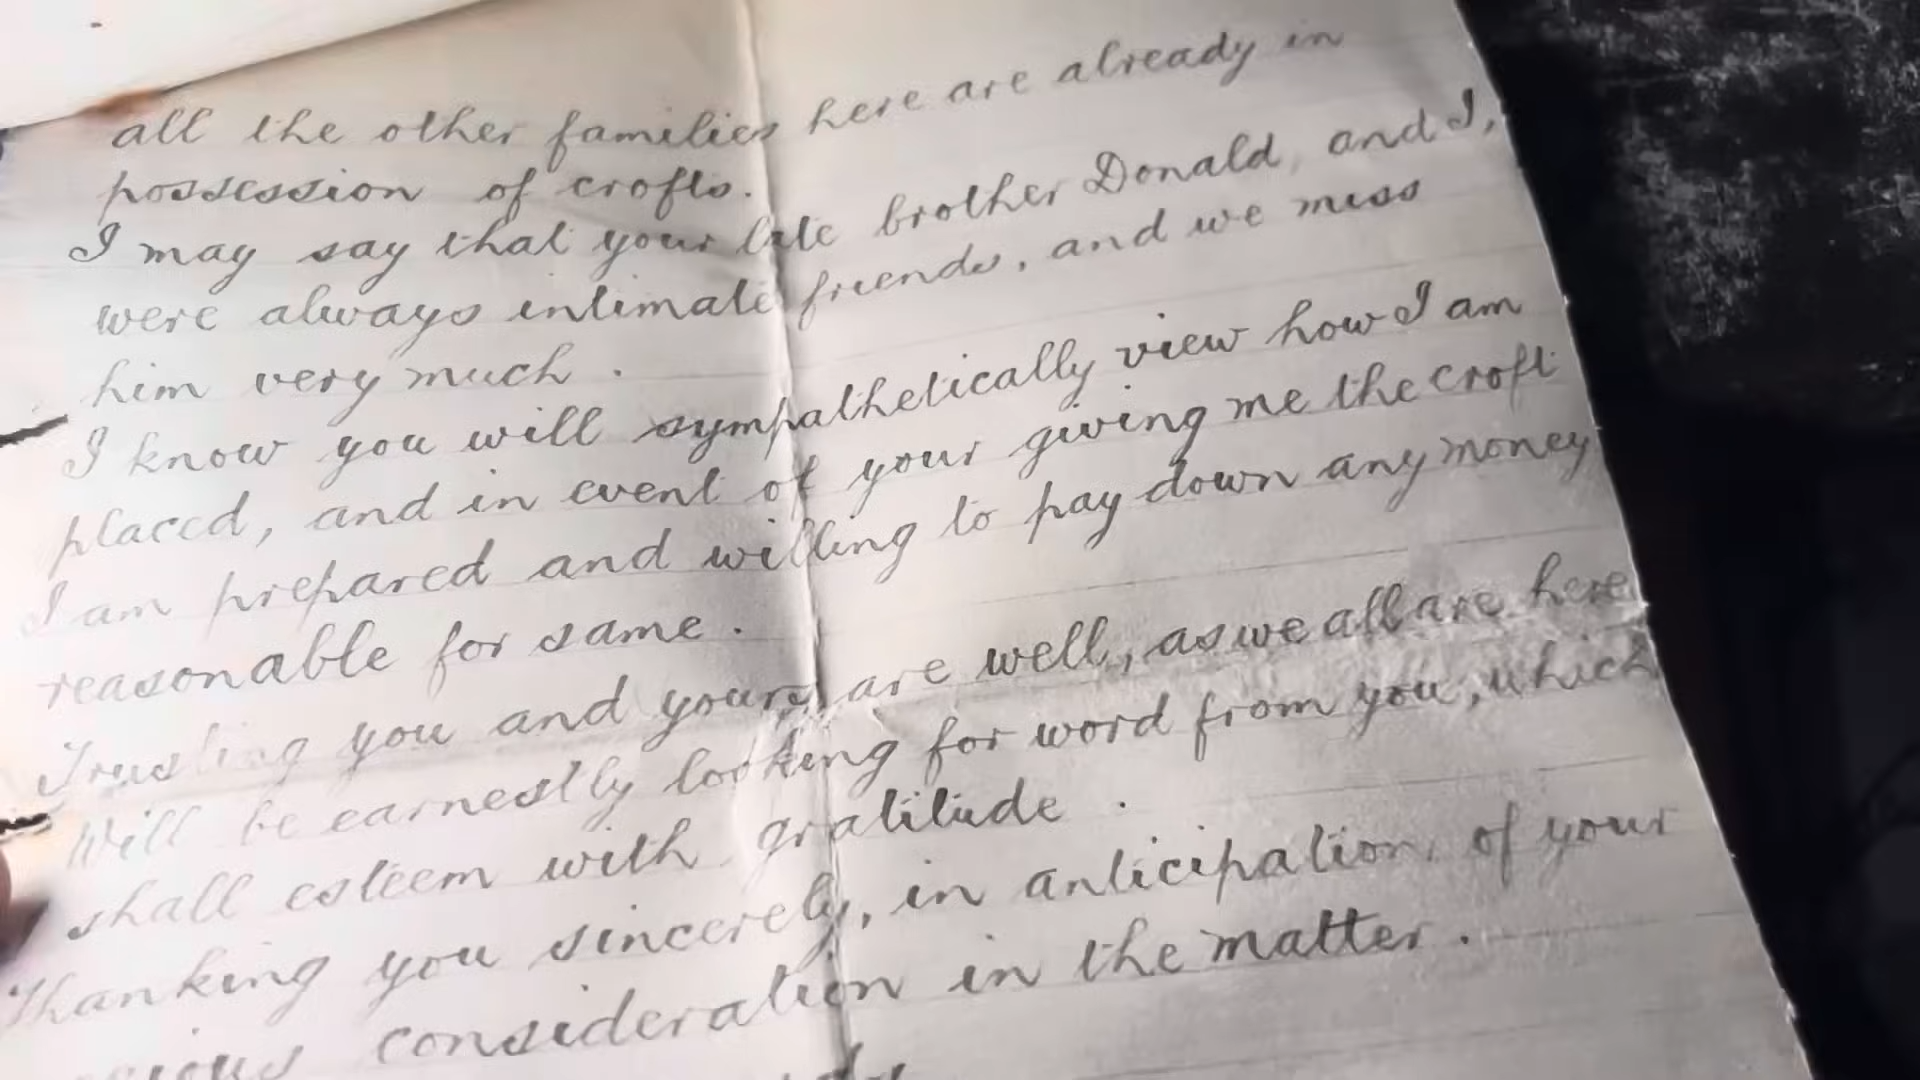 all the other families here are already in
possession of crofts.
I may say that your late brother Donald, and I,
were always intimate friends, and we miss
him very much.
I know you will sympathetically view how I am
placed, and in event of your giving me the croft
I am prepared and willing to pay down any money
reasonable for same.
Trusting you and yours are well, as we all are here
Will be earnestly looking for word from you, which
shall esteem with gratitude.
Thanking you sincerely, in anticipation, of your
consideration in the matter.